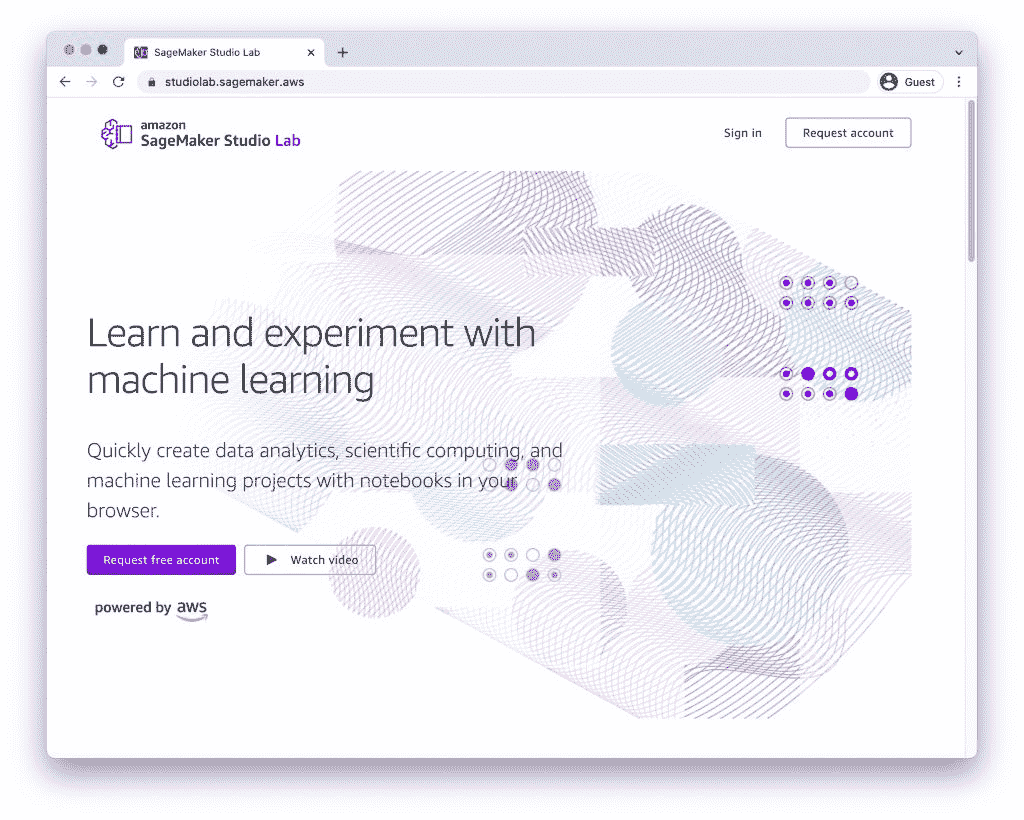 SageMaker Studio Lab
studiolab.sagemaker.aws
Guest
amazon
SageMaker Studio Lab
Sign in
Request account
Learn and experiment with
machine learning
Quickly create data analytics, scientific computing, and
machine learning projects with notebooks in your
browser.
Request free account
Watch video
powered by aws